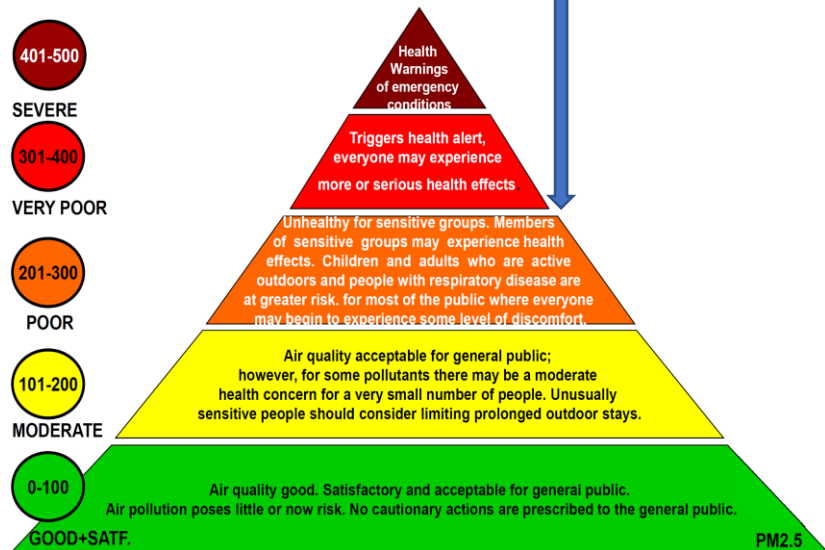 401-500
SEVERE
Health
Warnings
of emergency
conditions
301-400
VERY POOR
Triggers health alert,
everyone may experience
more or serious health effects.
201-300
POOR
Unhealthy for sensitive groups. Members
of sensitive groups may experience health
effects. Children and adults who are active
outdoors and people with respiratory disease are
at greater risk. for most of the public where everyone
may begin to experience some level of discomfort.
101-200
MODERATE
Air quality acceptable for general public;
however, for some pollutants there may be a moderate
health concern for a very small number of people. Unusually
sensitive people should consider limiting prolonged outdoor stays.
0-100
GOOD+SATF.
Air quality good. Satisfactory and acceptable for general public.
Air pollution poses little or now risk. No cautionary actions are prescribed to the general public.
PM2.5